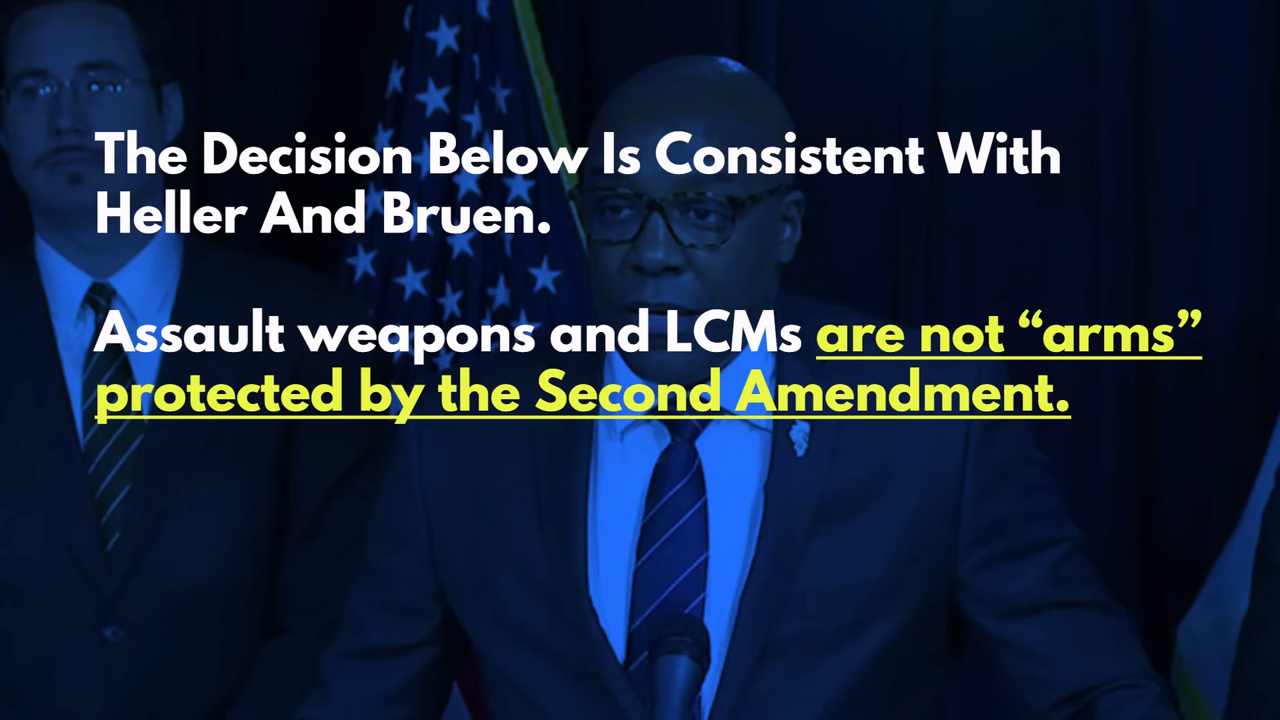 The Decision Below Is Consistent With
Heller And Bruen.
Assault weapons and LCMs are not “arms”
protected by the Second Amendment.